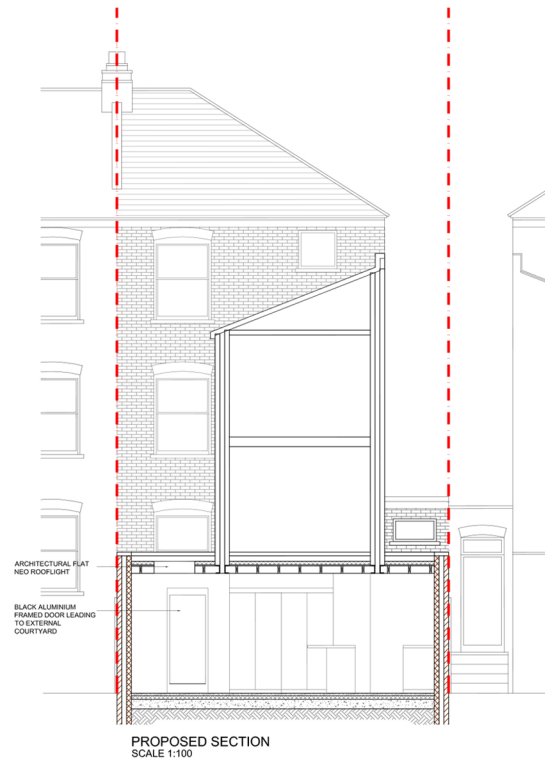 ARCHITECTURAL FLAT
NEO ROOFLIGHT
BLACK ALUMINIUM
FRAMED DOOR LEADING
TO EXTERNAL
COURTYARD
PROPOSED SECTION
SCALE 1:100